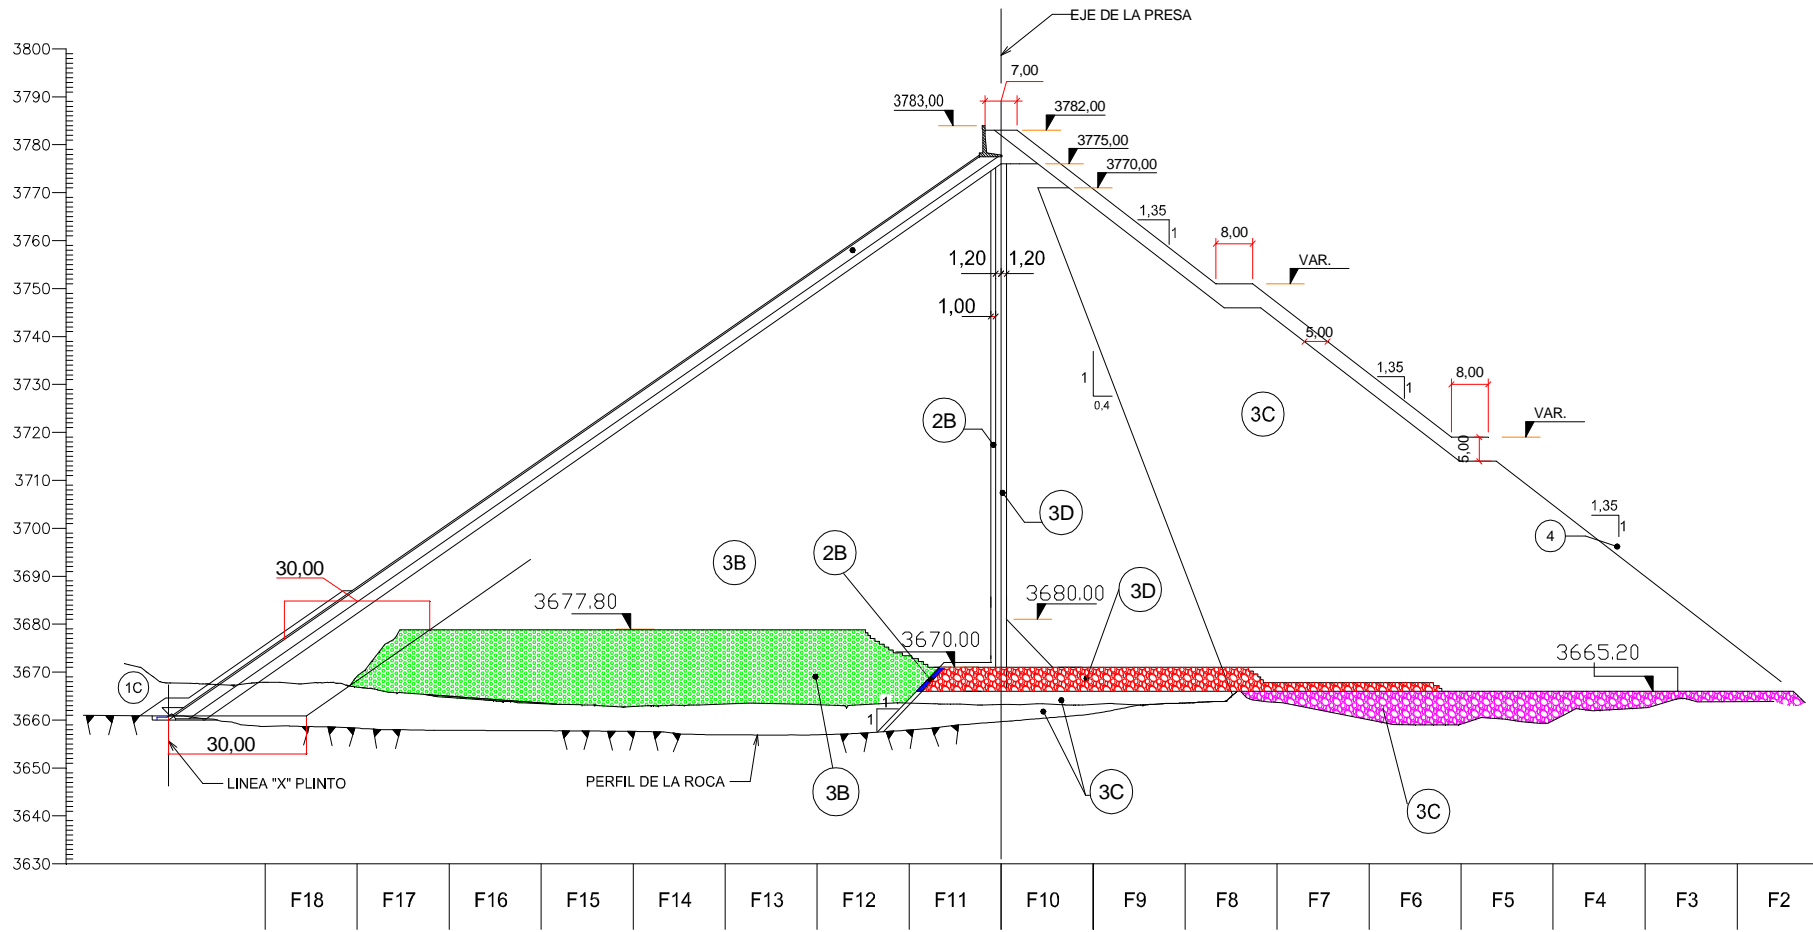 EJE DE LA PRESA
3800
7,00
3790
3783,00
3782,00
3780
3775,00
3770,00
3770
1,35
1
8,00
3760
VAR.
1,20
1,20
3750
1,00
3740
5,00
3730
1,35
1
8,00
1
0,4
3720
2B
3C
VAR.
5,00
3710
3D
3700
1,35
1
4
2B
3B
3690
30,00
3677.80
3680.00
3D
3680
3670.00
3665.20
3670
1C
3660
1
1
30,00
3650
LINEA "X" PLINTO
PERFIL DE LA ROCA
3B
3C
3C
3640
3630
F18 F17 F16 F15 F14 F13 F12 F11 F10 F9 F8 F7 F6 F5 F4 F3 F2